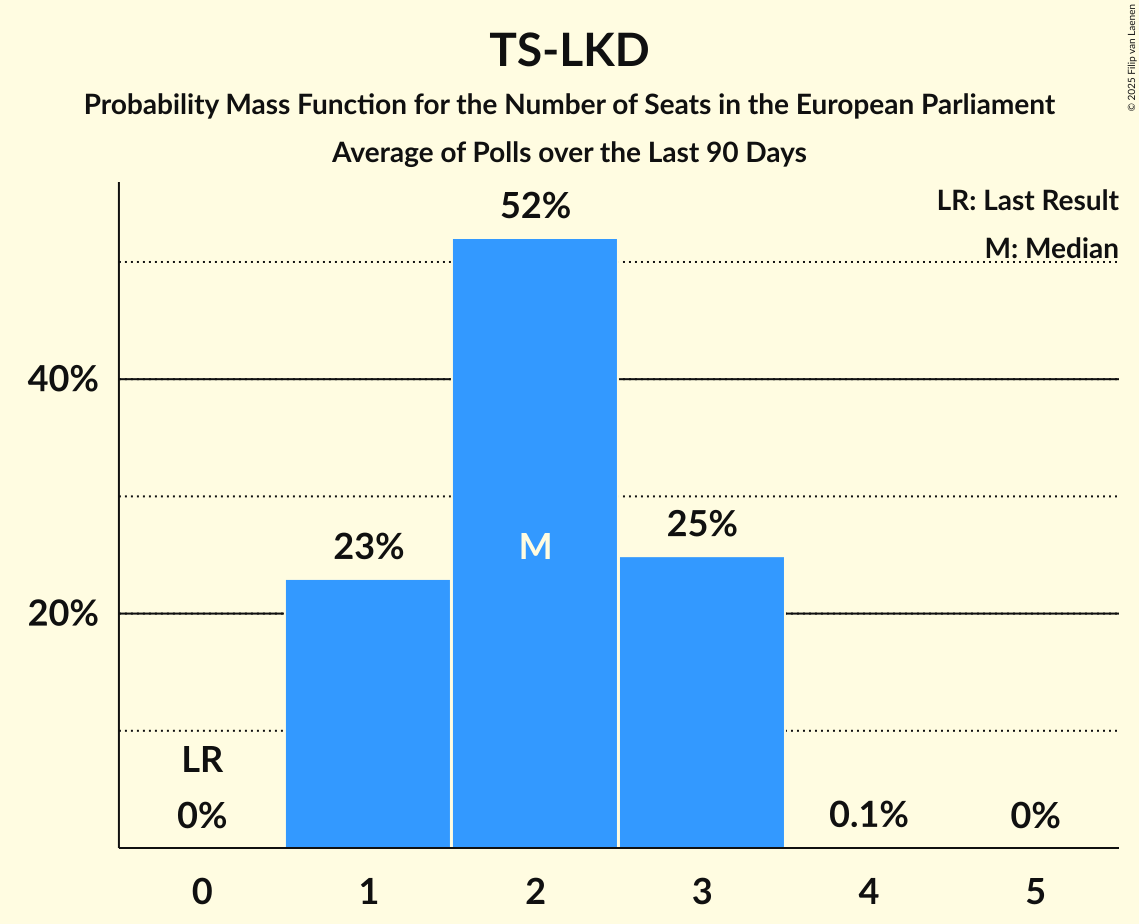 TS-LKD
Probability Mass Function for the Number of Seats in the European Parliament
Average of Polls over the Last 90 Days
© 2025 Filip van Laenen
LR: Last Result
M: Median
52%
40%
25%
23%
M
20%
LR
0%
0.1%
0%
0 1 2 3 4 5